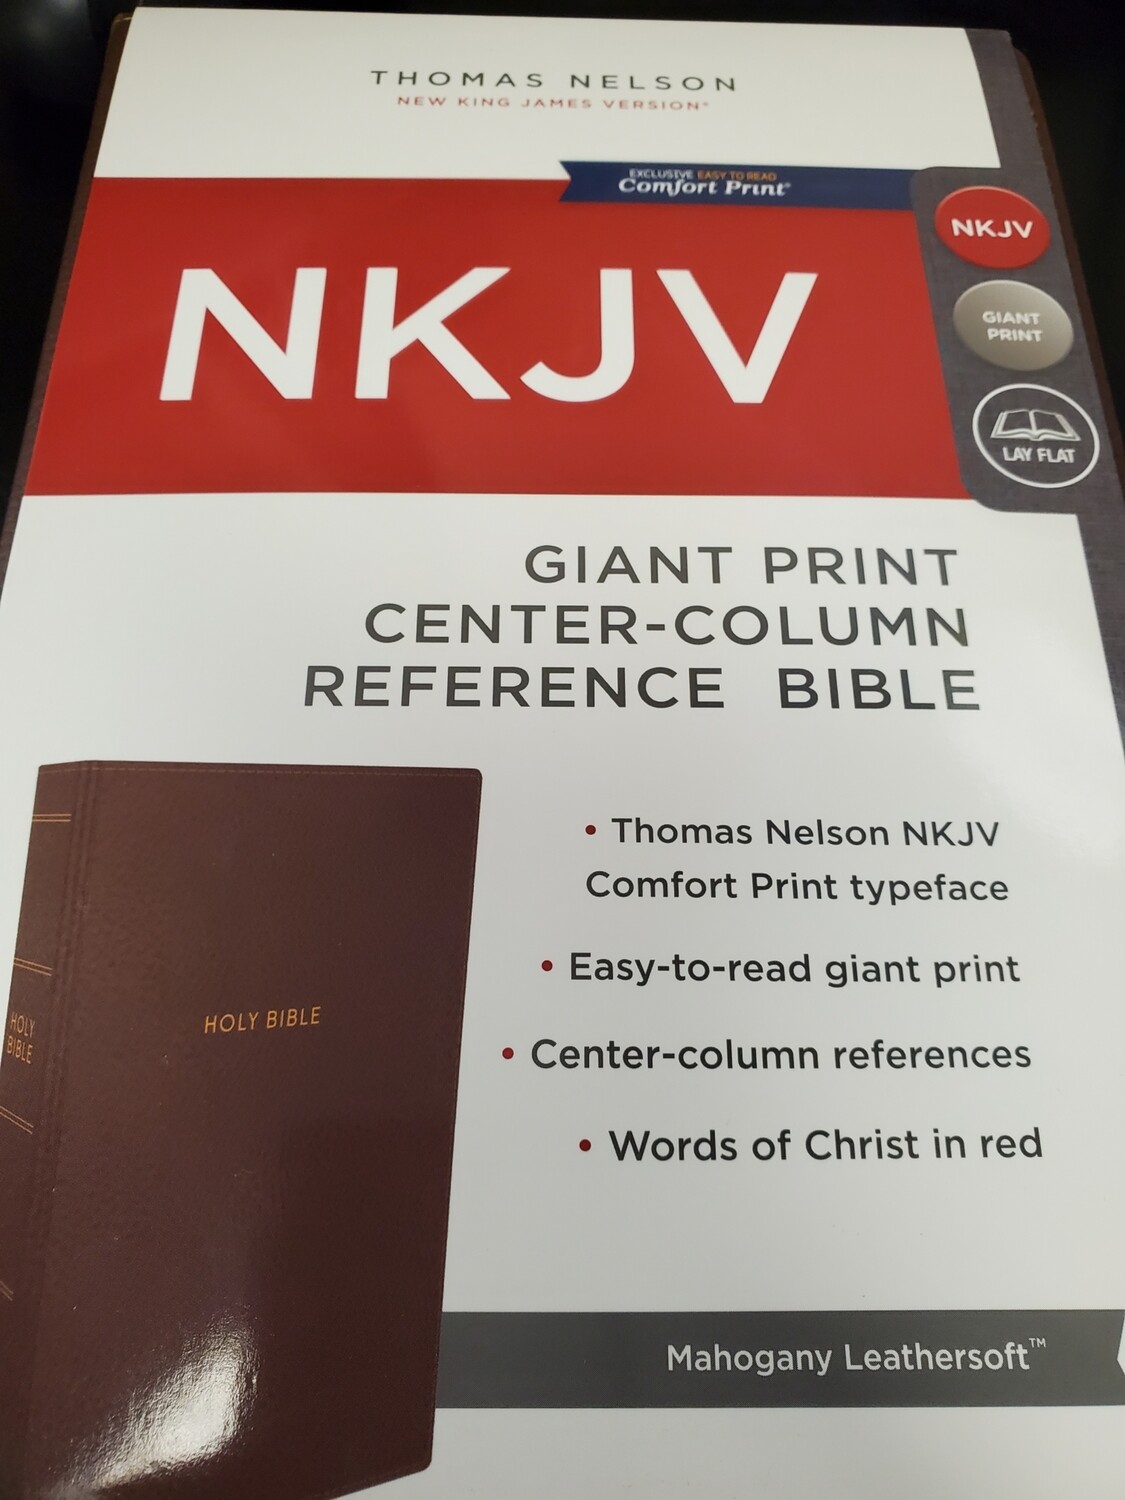 THOMAS NELSON
NEW KING JAMES VERSION®
EXCLUSIVE EASY TO READ
Comfort Print®
NKJV
NKJV
GIANT
PRINT
LAY FLAT
GIANT PRINT
CENTER-COLUMN
REFERENCE BIBLE
• Thomas Nelson NKJV
Comfort Print typeface
• Easy-to-read giant print
• Center-column references
• Words of Christ in red
HOLY BIBLE
HOLY
BIBLE
Mahogany Leathersoft™